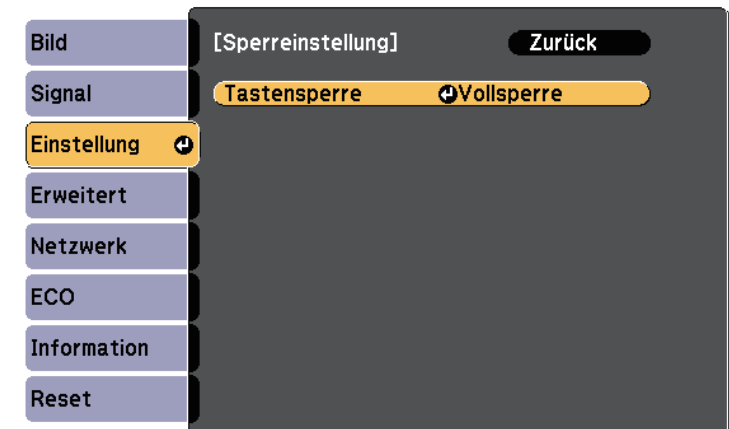 Bild
Signal
Einstellung
Erweitert
Netzwerk
ECO
Information
Reset
[Sperreinstellung] Zurück
Tastensperre Vollsperre